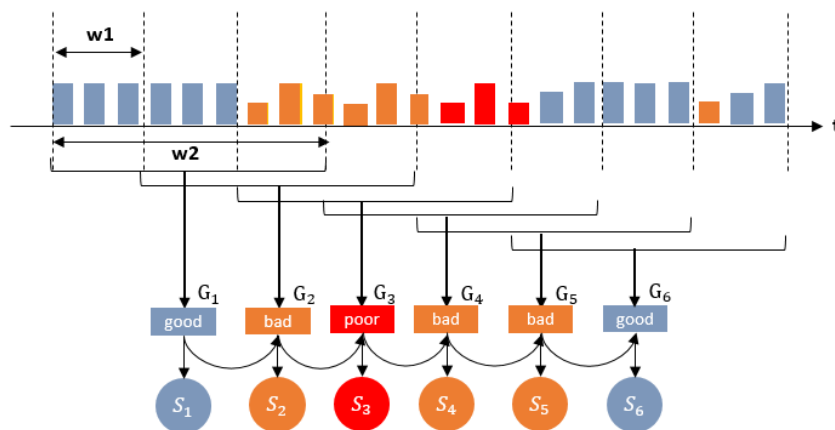 w1
t
w2
G1 G2 G3 G4 G5 G6
good bad poor bad bad good
S1 S2 S3 S4 S5 S6